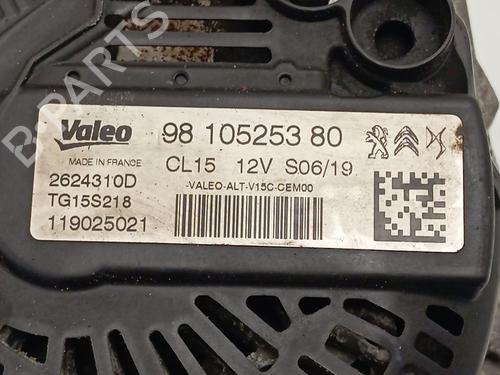 B-PARTS
Valeo
98 105253 80
MADE IN FRANCE
CL15 12V S06/19
2624310D
-VALEO-ALT-V15C-CEM00
TG15S218
119025021